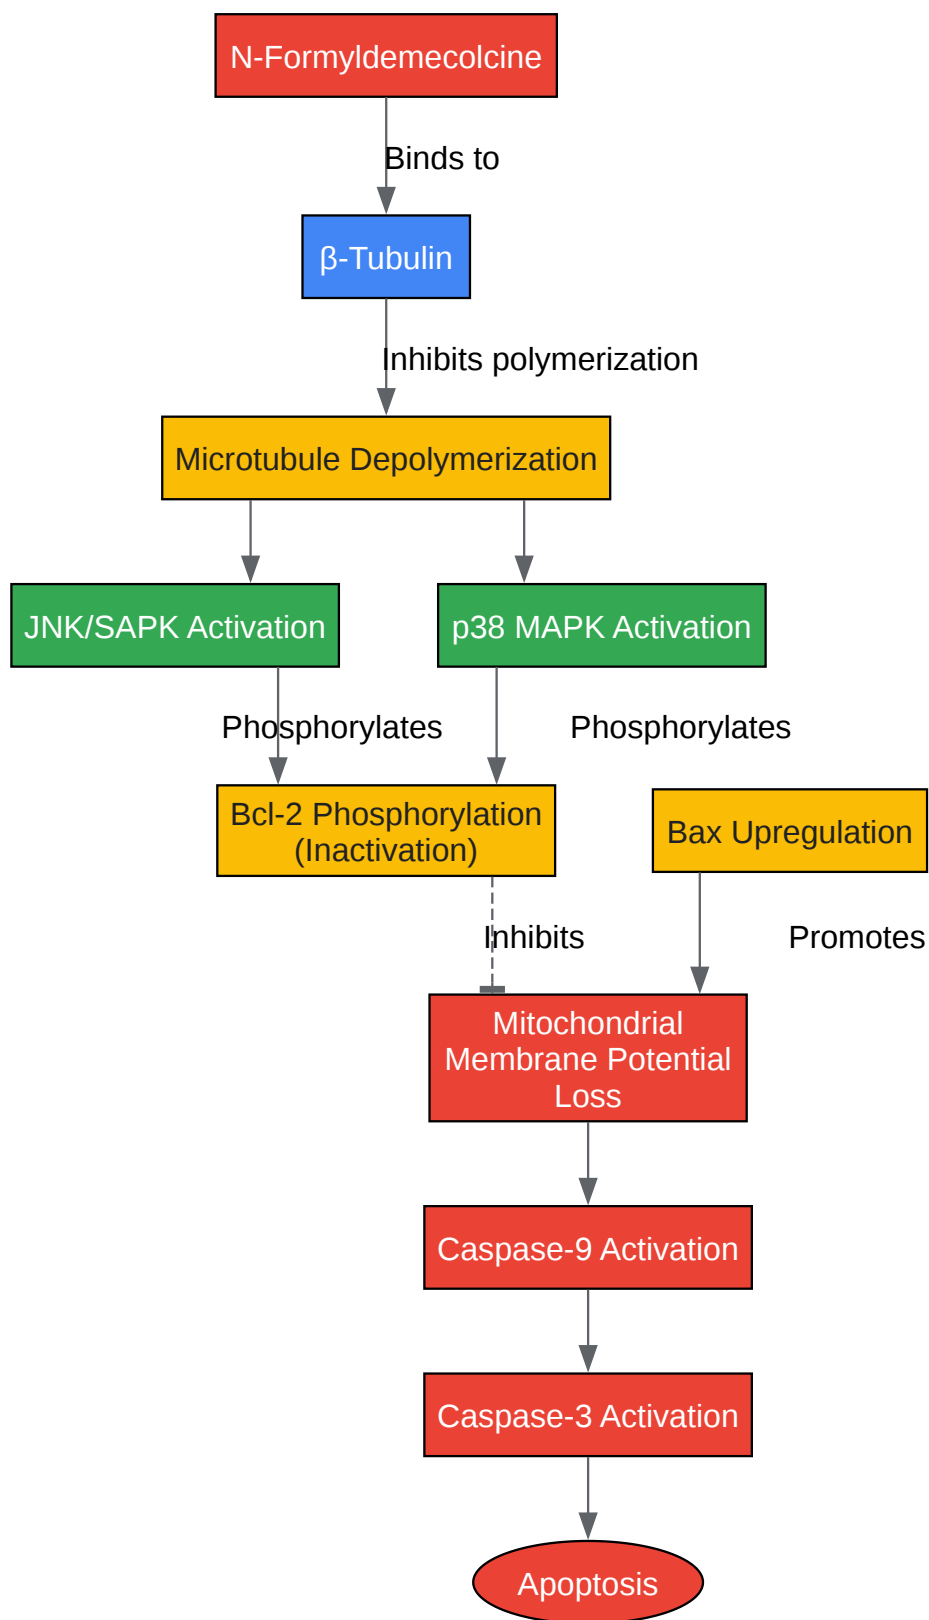 N-Formyldemecolcine
Binds to
β-Tubulin
Inhibits polymerization
Microtubule Depolymerization
JNK/SAPK Activation
p38 MAPK Activation
Phosphorylates
Phosphorylates
Bcl-2 Phosphorylation
(Inactivation)
Bax Upregulation
Inhibits
Promotes
Mitochondrial
Membrane Potential
Loss
Caspase-9 Activation
Caspase-3 Activation
Apoptosis